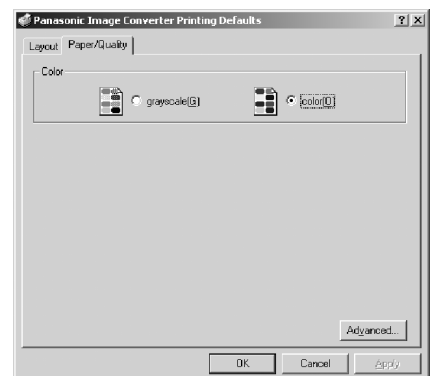 Panasonic Image Converter Printing Defaults
Layout Paper/Quality
Color
grayscale(G) color(O)
Advanced...
OK Cancel Apply